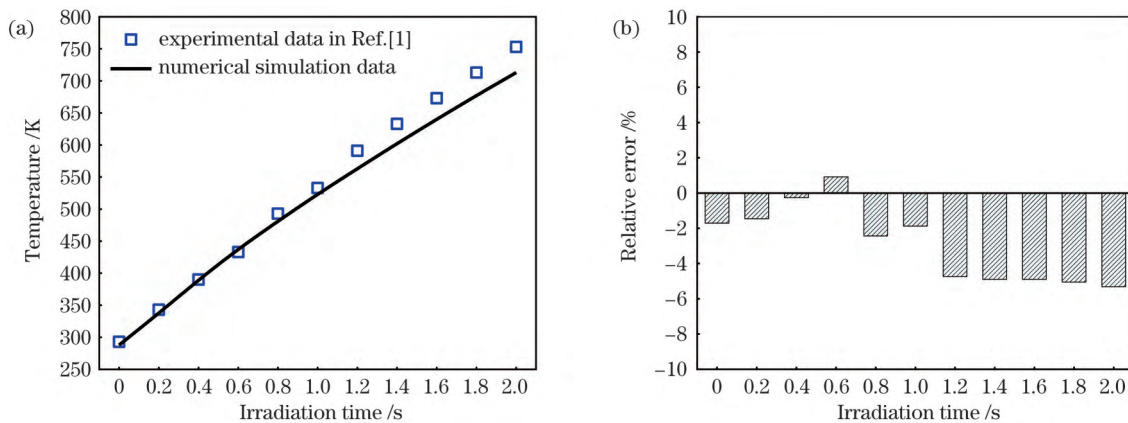 (a)
800
750
700
650
600
550
500
450
400
350
300
250
Temperature /K
experimental data in Ref.[1]
numerical simulation data
0 0.2 0.4 0.6 0.8 1.0 1.2 1.4 1.6 1.8 2.0
Irradiation time /s
(b)
10
8
6
4
2
0
−2
−4
−6
−8
−10
Relative error /%
0 0.2 0.4 0.6 0.8 1.0 1.2 1.4 1.6 1.8 2.0
Irradiation time /s